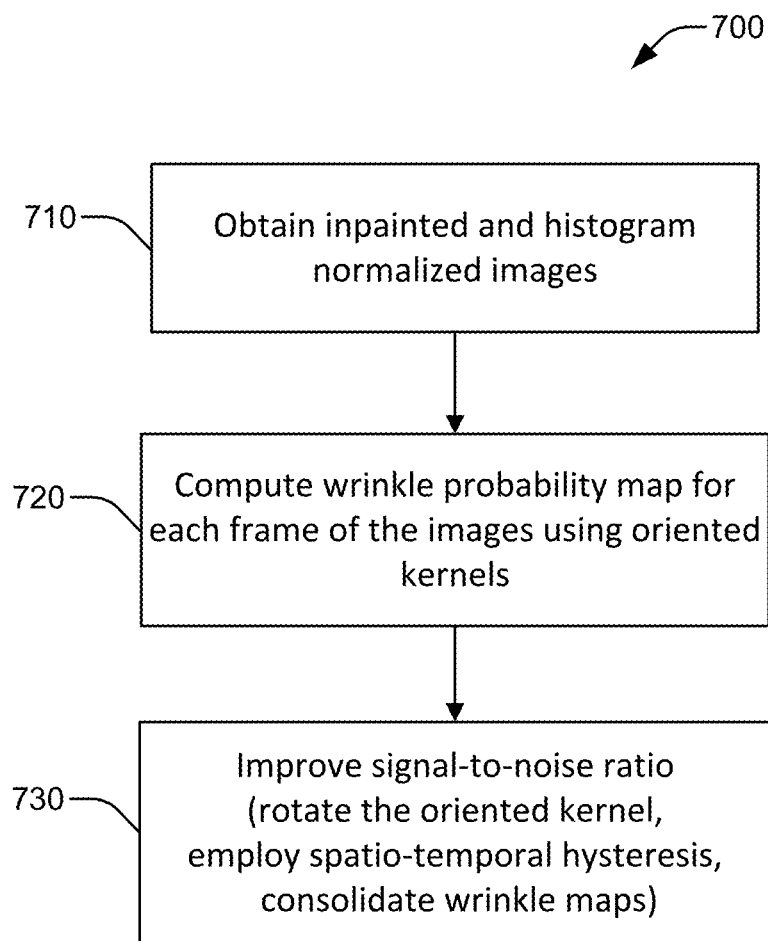 700
710
Obtain inpainted and histogram
normalized images
720
Compute wrinkle probability map for
each frame of the images using oriented
kernels
730
Improve signal-to-noise ratio
(rotate the oriented kernel,
employ spatio-temporal hysteresis,
consolidate wrinkle maps)